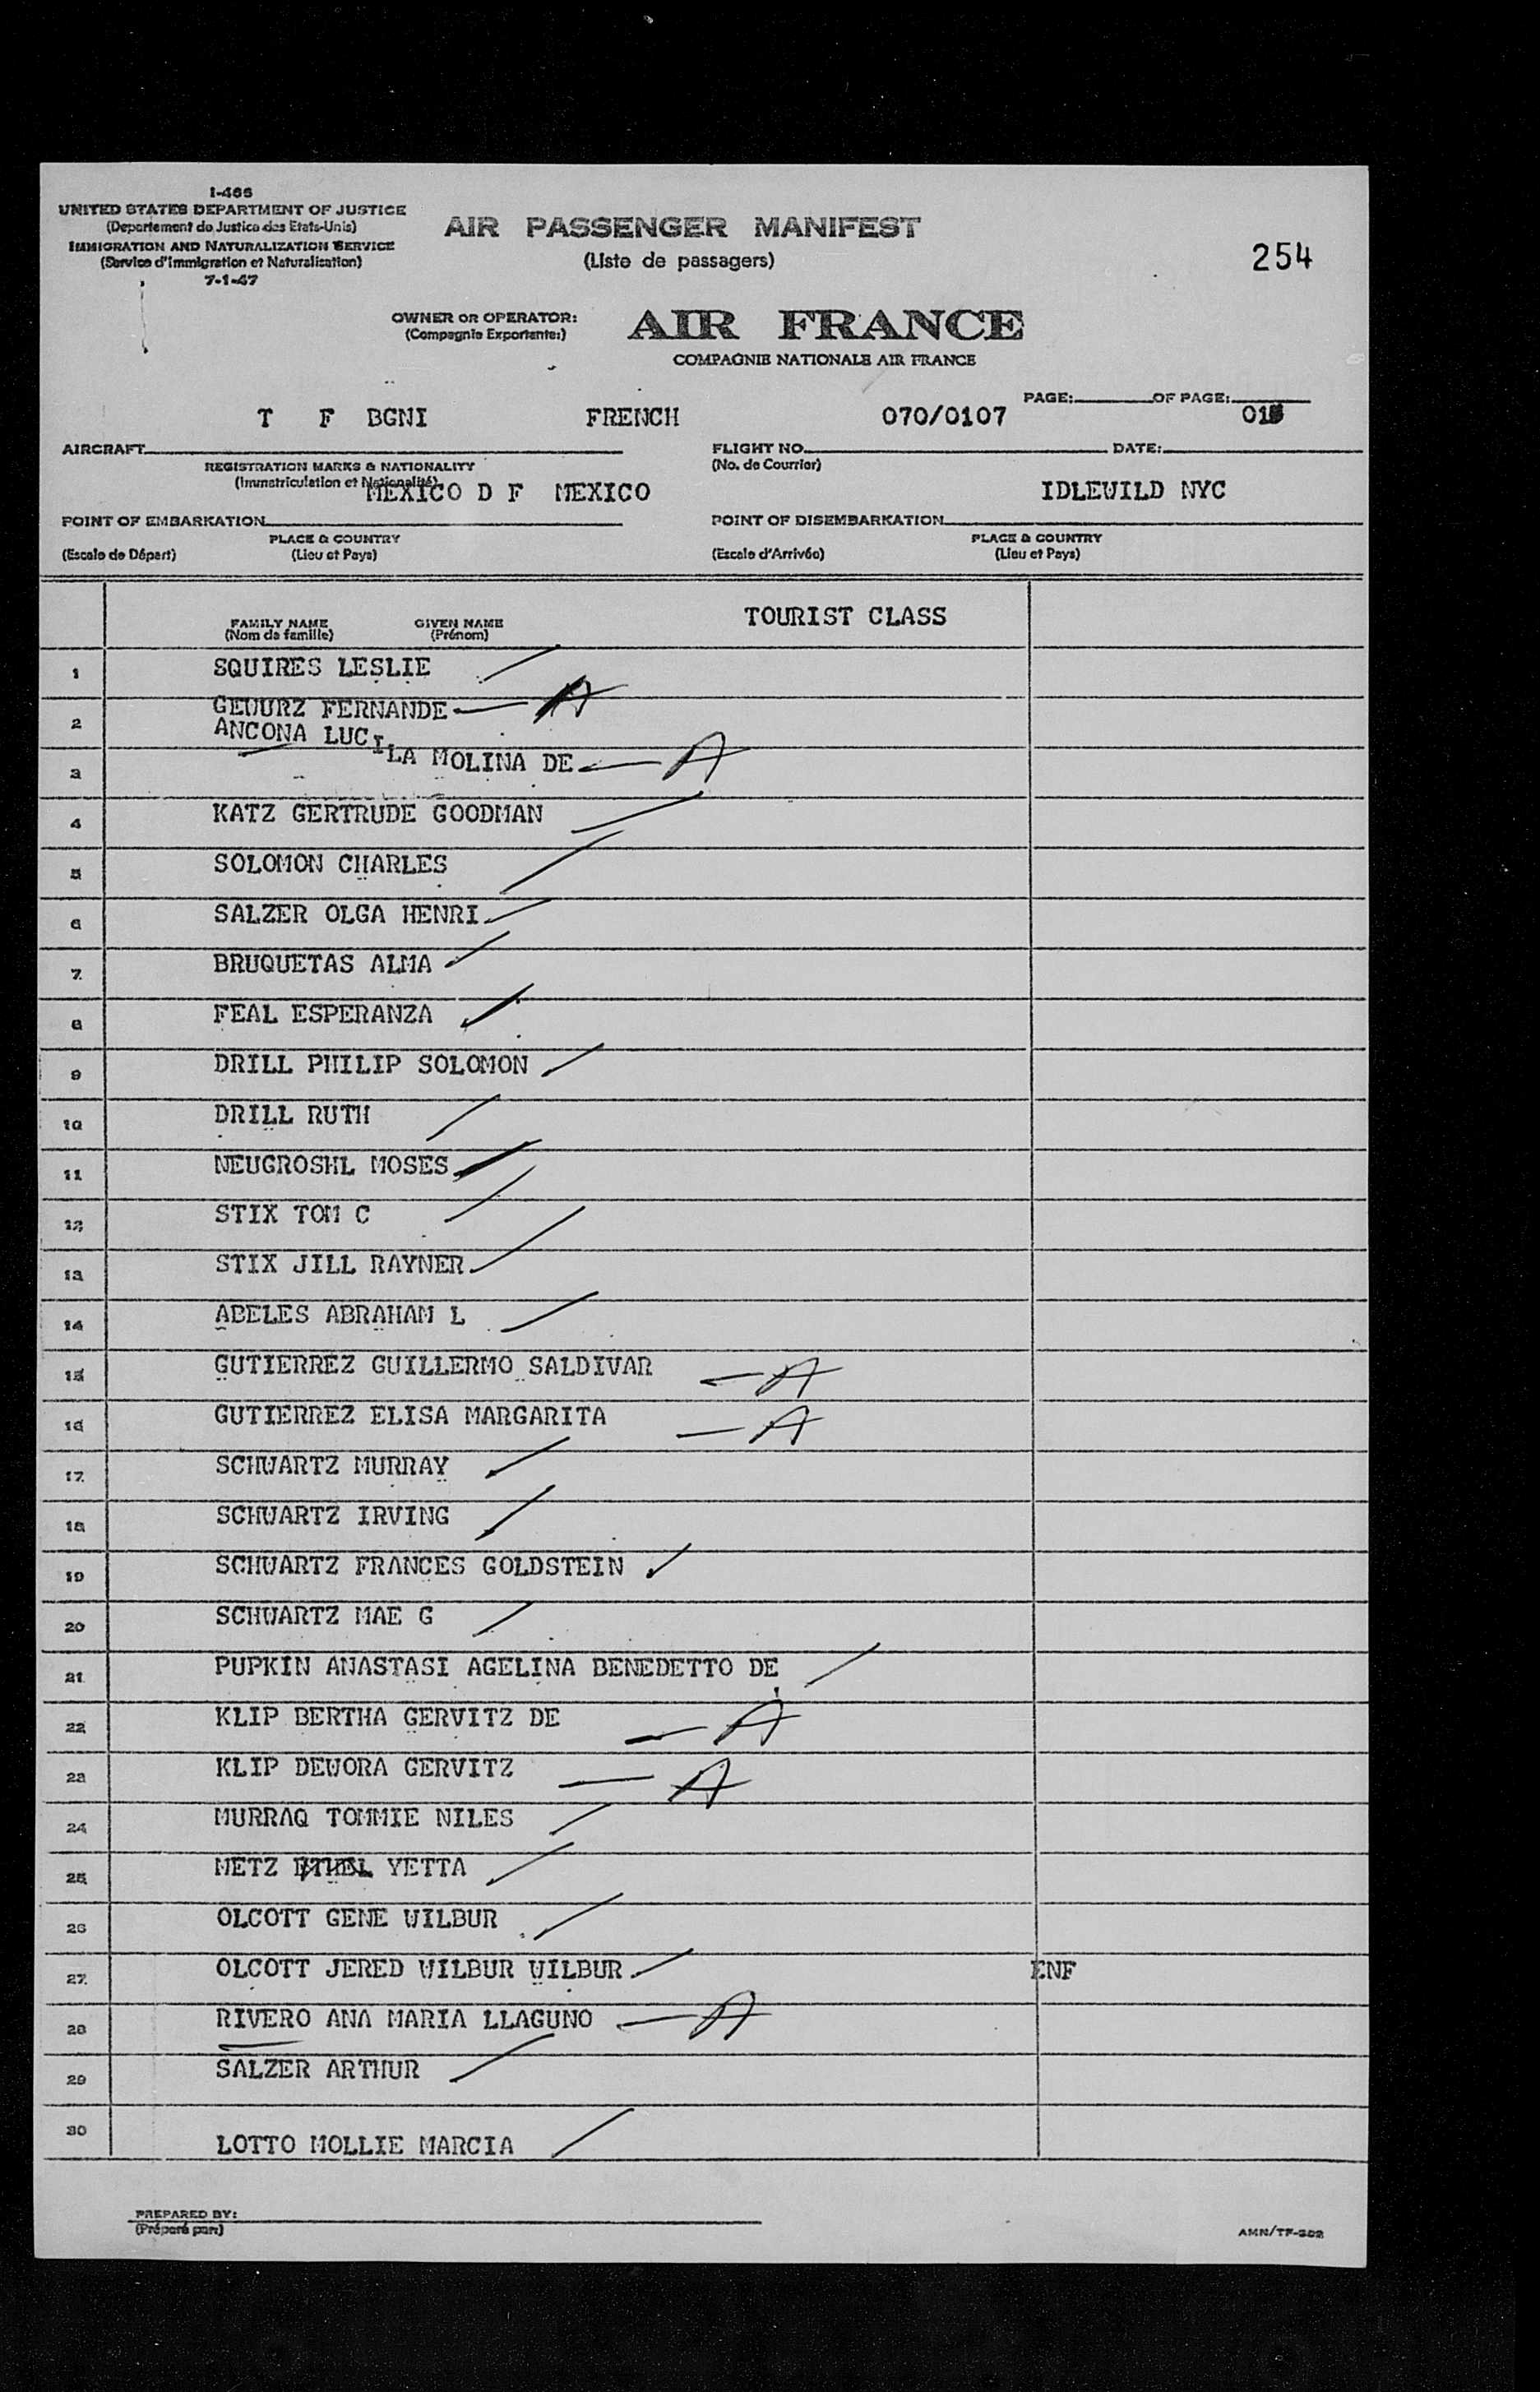 I-466
UNITED STATES DEPARTMENT OF JUSTICE
(Departement de Justice des Etats-Unis)
IMMIGRATION AND NATURALIZATION SERVICE
(Service d'Immigration et Naturalisation)
7-1-47
AIR PASSENGER MANIFEST
(Liste de passagers)
254
OWNER OR OPERATOR:
(Compagnie Exportante:)
AIR FRANCE
COMPAGNIE NATIONALE AIR FRANCE
PAGE: OF PAGE:
T F BGNI FRENCH 070/0107
AIRCRAFT
REGISTRATION MARKS & NATIONALITY
(Immatriculation et Nationalité)
FLIGHT NO. DATE:
(No. de Courrier)
MEXICO D F MEXICO
IDLEWILD NYC
POINT OF EMBARKATION
PLACE & COUNTRY
(Escale de Départ) (Lieu et Pays)
POINT OF DISEMBARKATION
PLACE & COUNTRY
(Escale d'Arrivée) (Lieu et Pays)
FAMILY NAME GIVEN NAME
(Nom de famille) (Prénom)
TOURIST CLASS
1 SQUIRES LESLIE
2 GEWURZ FERNANDE A
ANCONA LUCI
3 LA MOLINA DE A
4 KATZ GERTRUDE GOODMAN
5 SOLOMON CHARLES
6 SALZER OLGA HENRI
7 BRUQUETAS ALMA
8 FEAL ESPERANZA
9 DRILL PHILIP SOLOMON
10 DRILL RUTH
11 NEUGROSHL MOSES
12 STIX TOM C
13 STIX JILL RAYNER
14 ABELES ABRAHAM L
15 GUTIERREZ GUILLERMO SALDIVAR A
16 GUTIERREZ ELISA MARGARITA A
17 SCHWARTZ MURRAY
18 SCHWARTZ IRVING
19 SCHWARTZ FRANCES GOLDSTEIN
20 SCHWARTZ MAE G
21 PUPKIN ANASTASI AGELINA BENEDETTO DE
22 KLIP BERTHA GERVITZ DE A
23 KLIP DEWORA GERVITZ A
24 MURRAQ TOMMIE NILES
25 METZ ETHEL YETTA
26 OLCOTT GENE WILBUR
27 OLCOTT JERED WILBUR WILBUR ENF
28 RIVERO ANA MARIA LLAGUNO A
29 SALZER ARTHUR
30 LOTTO MOLLIE MARCIA
PREPARED BY:
(Préparé par:)
AMN/TF-302